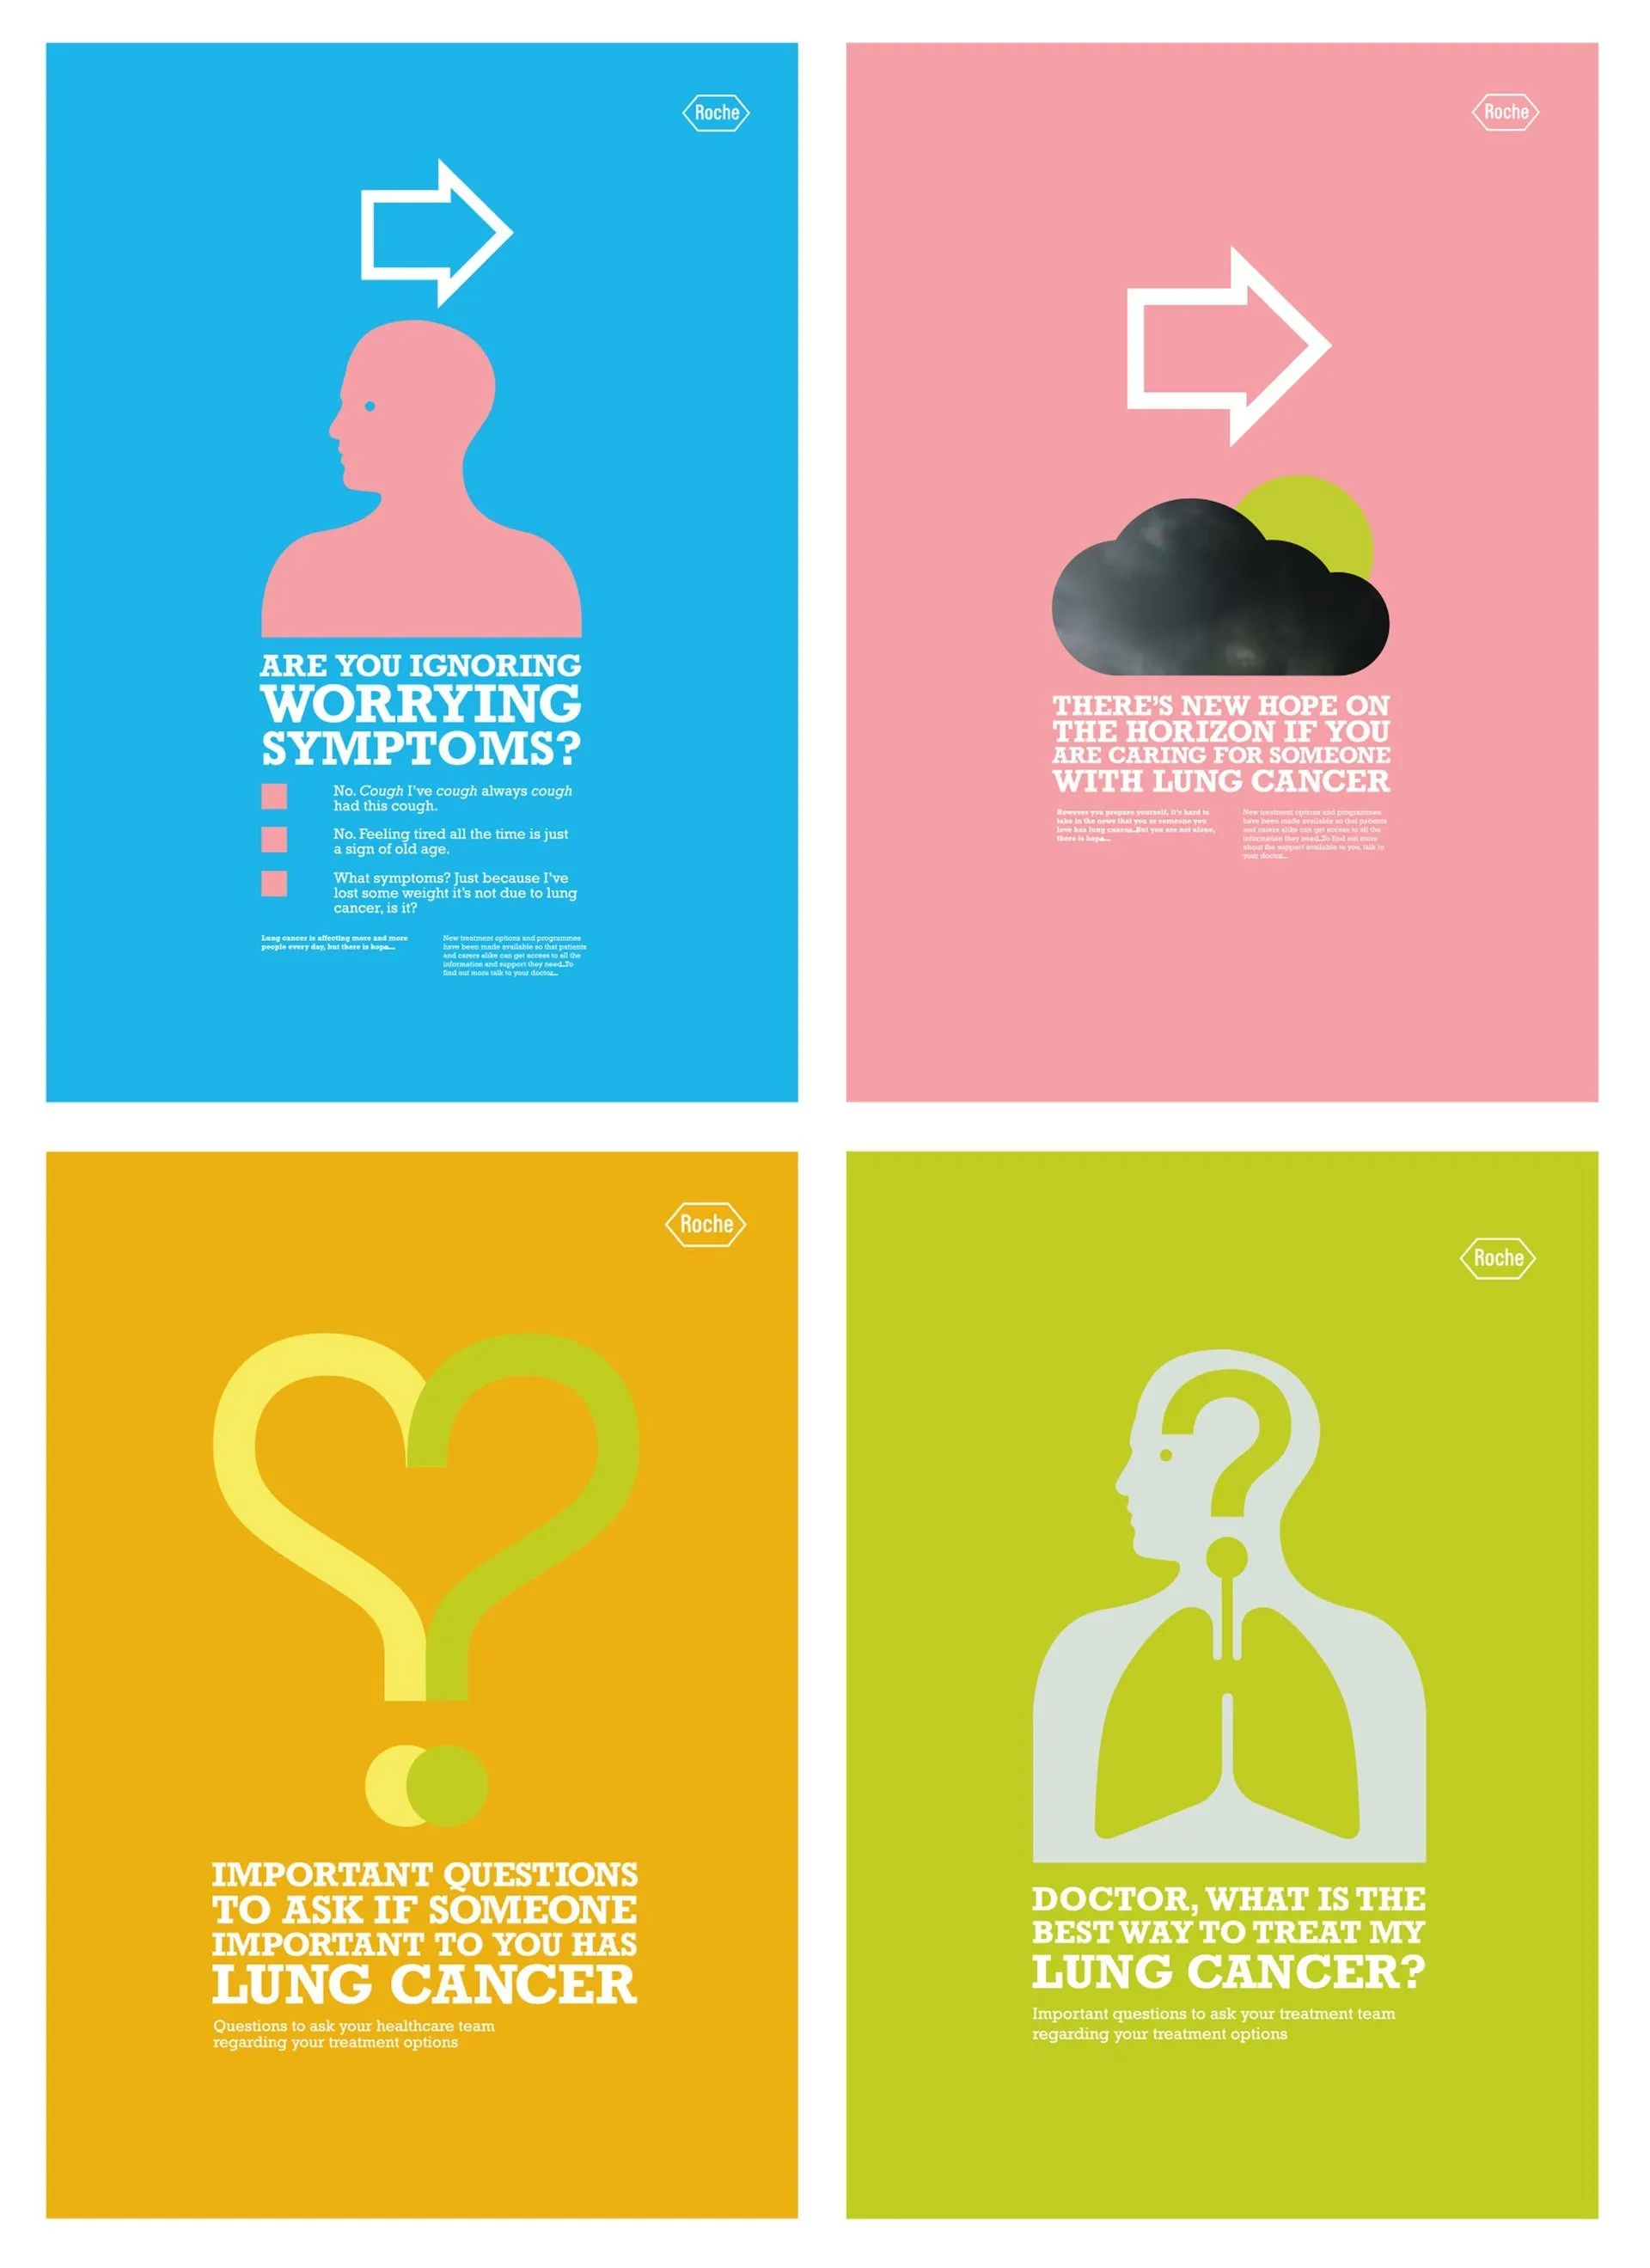 Roche
ARE YOU IGNORING
WORRYING
SYMPTOMS?
No. Cough I've cough always cough
had this cough.
No. Feeling tired all the time is just
a sign of old age.
What symptoms? Just because I've
lost some weight it's not due to lung
cancer, is it?
Lung cancer is affecting more and more
people every day, but there is hope...
New treatment options and programmes
have been made available so that patients
and carers alike can get access to all the
information and support they need...To
find out more talk to your doctor...
Roche
THERE'S NEW HOPE ON
THE HORIZON IF YOU
ARE CARING FOR SOMEONE
WITH LUNG CANCER
However you prepare yourself, it's hard to
take in the news that you or someone you
love has lung cancer...But you are not alone,
there is hope...
New treatment options and programmes
have been made available so that patients
and carers alike can get access to all the
information they need...To find out more
about the support available to you, talk to
your doctor...
Roche
IMPORTANT QUESTIONS
TO ASK IF SOMEONE
IMPORTANT TO YOU HAS
LUNG CANCER
Questions to ask your healthcare team
regarding your treatment options
Roche
DOCTOR, WHAT IS THE
BEST WAY TO TREAT MY
LUNG CANCER?
Important questions to ask your treatment team
regarding your treatment options